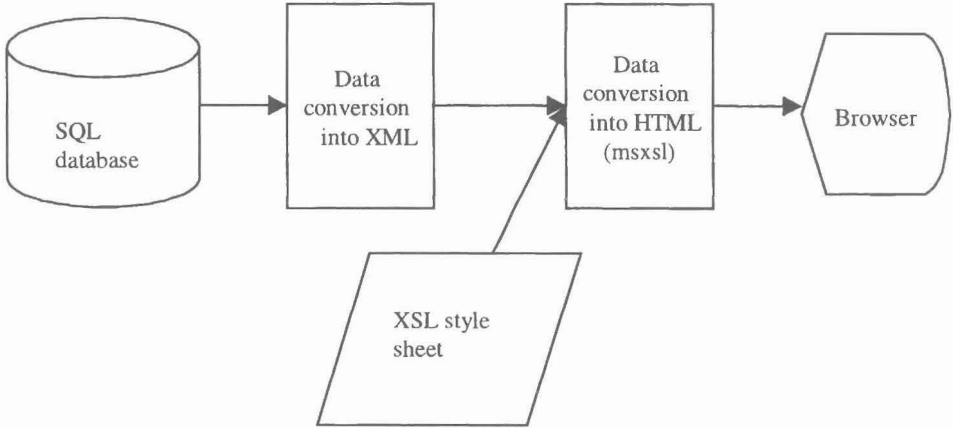 SQL
database
Data
conversion
into XML
Data
conversion
into HTML
(msxsl)
Browser
XSL style
sheet